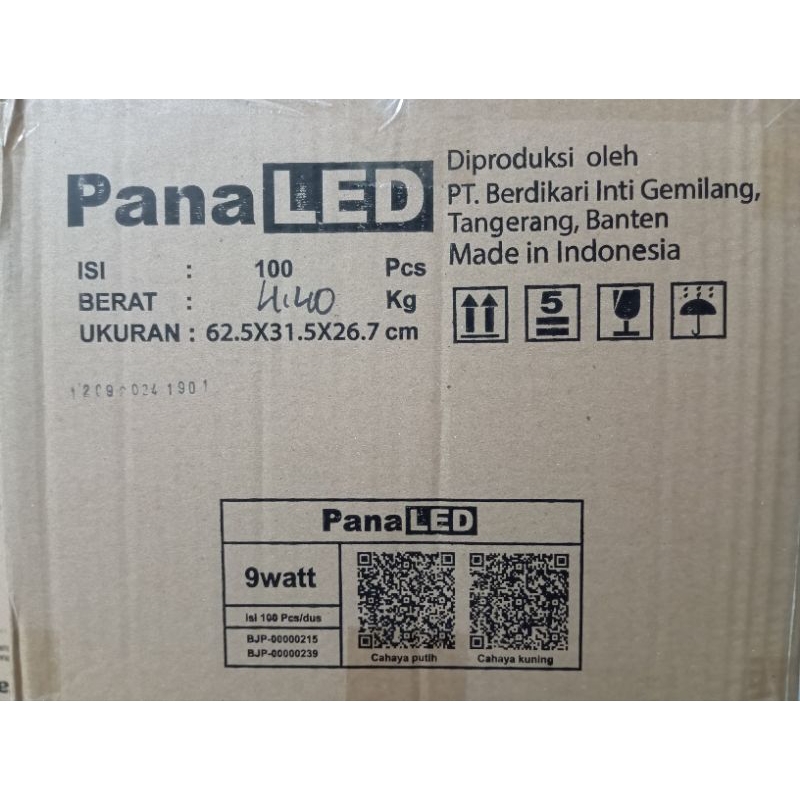 PanaLED
Diproduksi oleh
PT. Berdikari Inti Gemilang,
Tangerang, Banten
Made in Indonesia
ISI : 100 Pcs
BERAT : 4.40 Kg
UKURAN : 62.5X31.5X26.7 cm
5
PanaLED
9watt
Isi 100 Pcs/dus
BJP-00000215
BJP-00000239
Cahaya putih
Cahaya kuning